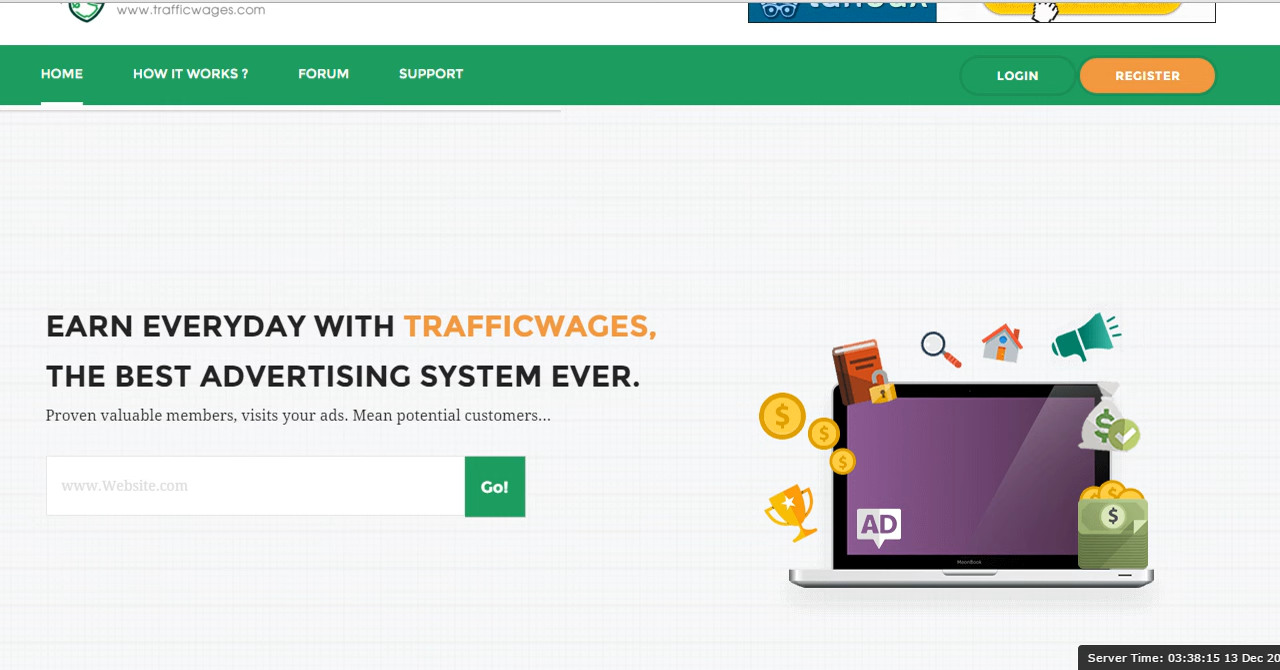 www.trafficwages.com
HOME
HOW IT WORKS ?
FORUM
SUPPORT
LOGIN
REGISTER
EARN EVERYDAY WITH TRAFFICWAGES,
THE BEST ADVERTISING SYSTEM EVER.
Proven valuable members, visits your ads. Mean potential customers...
www.Website.com
Go!
$
$
$
$
$
AD
MoonBook
Server Time: 03:38:15 13 Dec 20